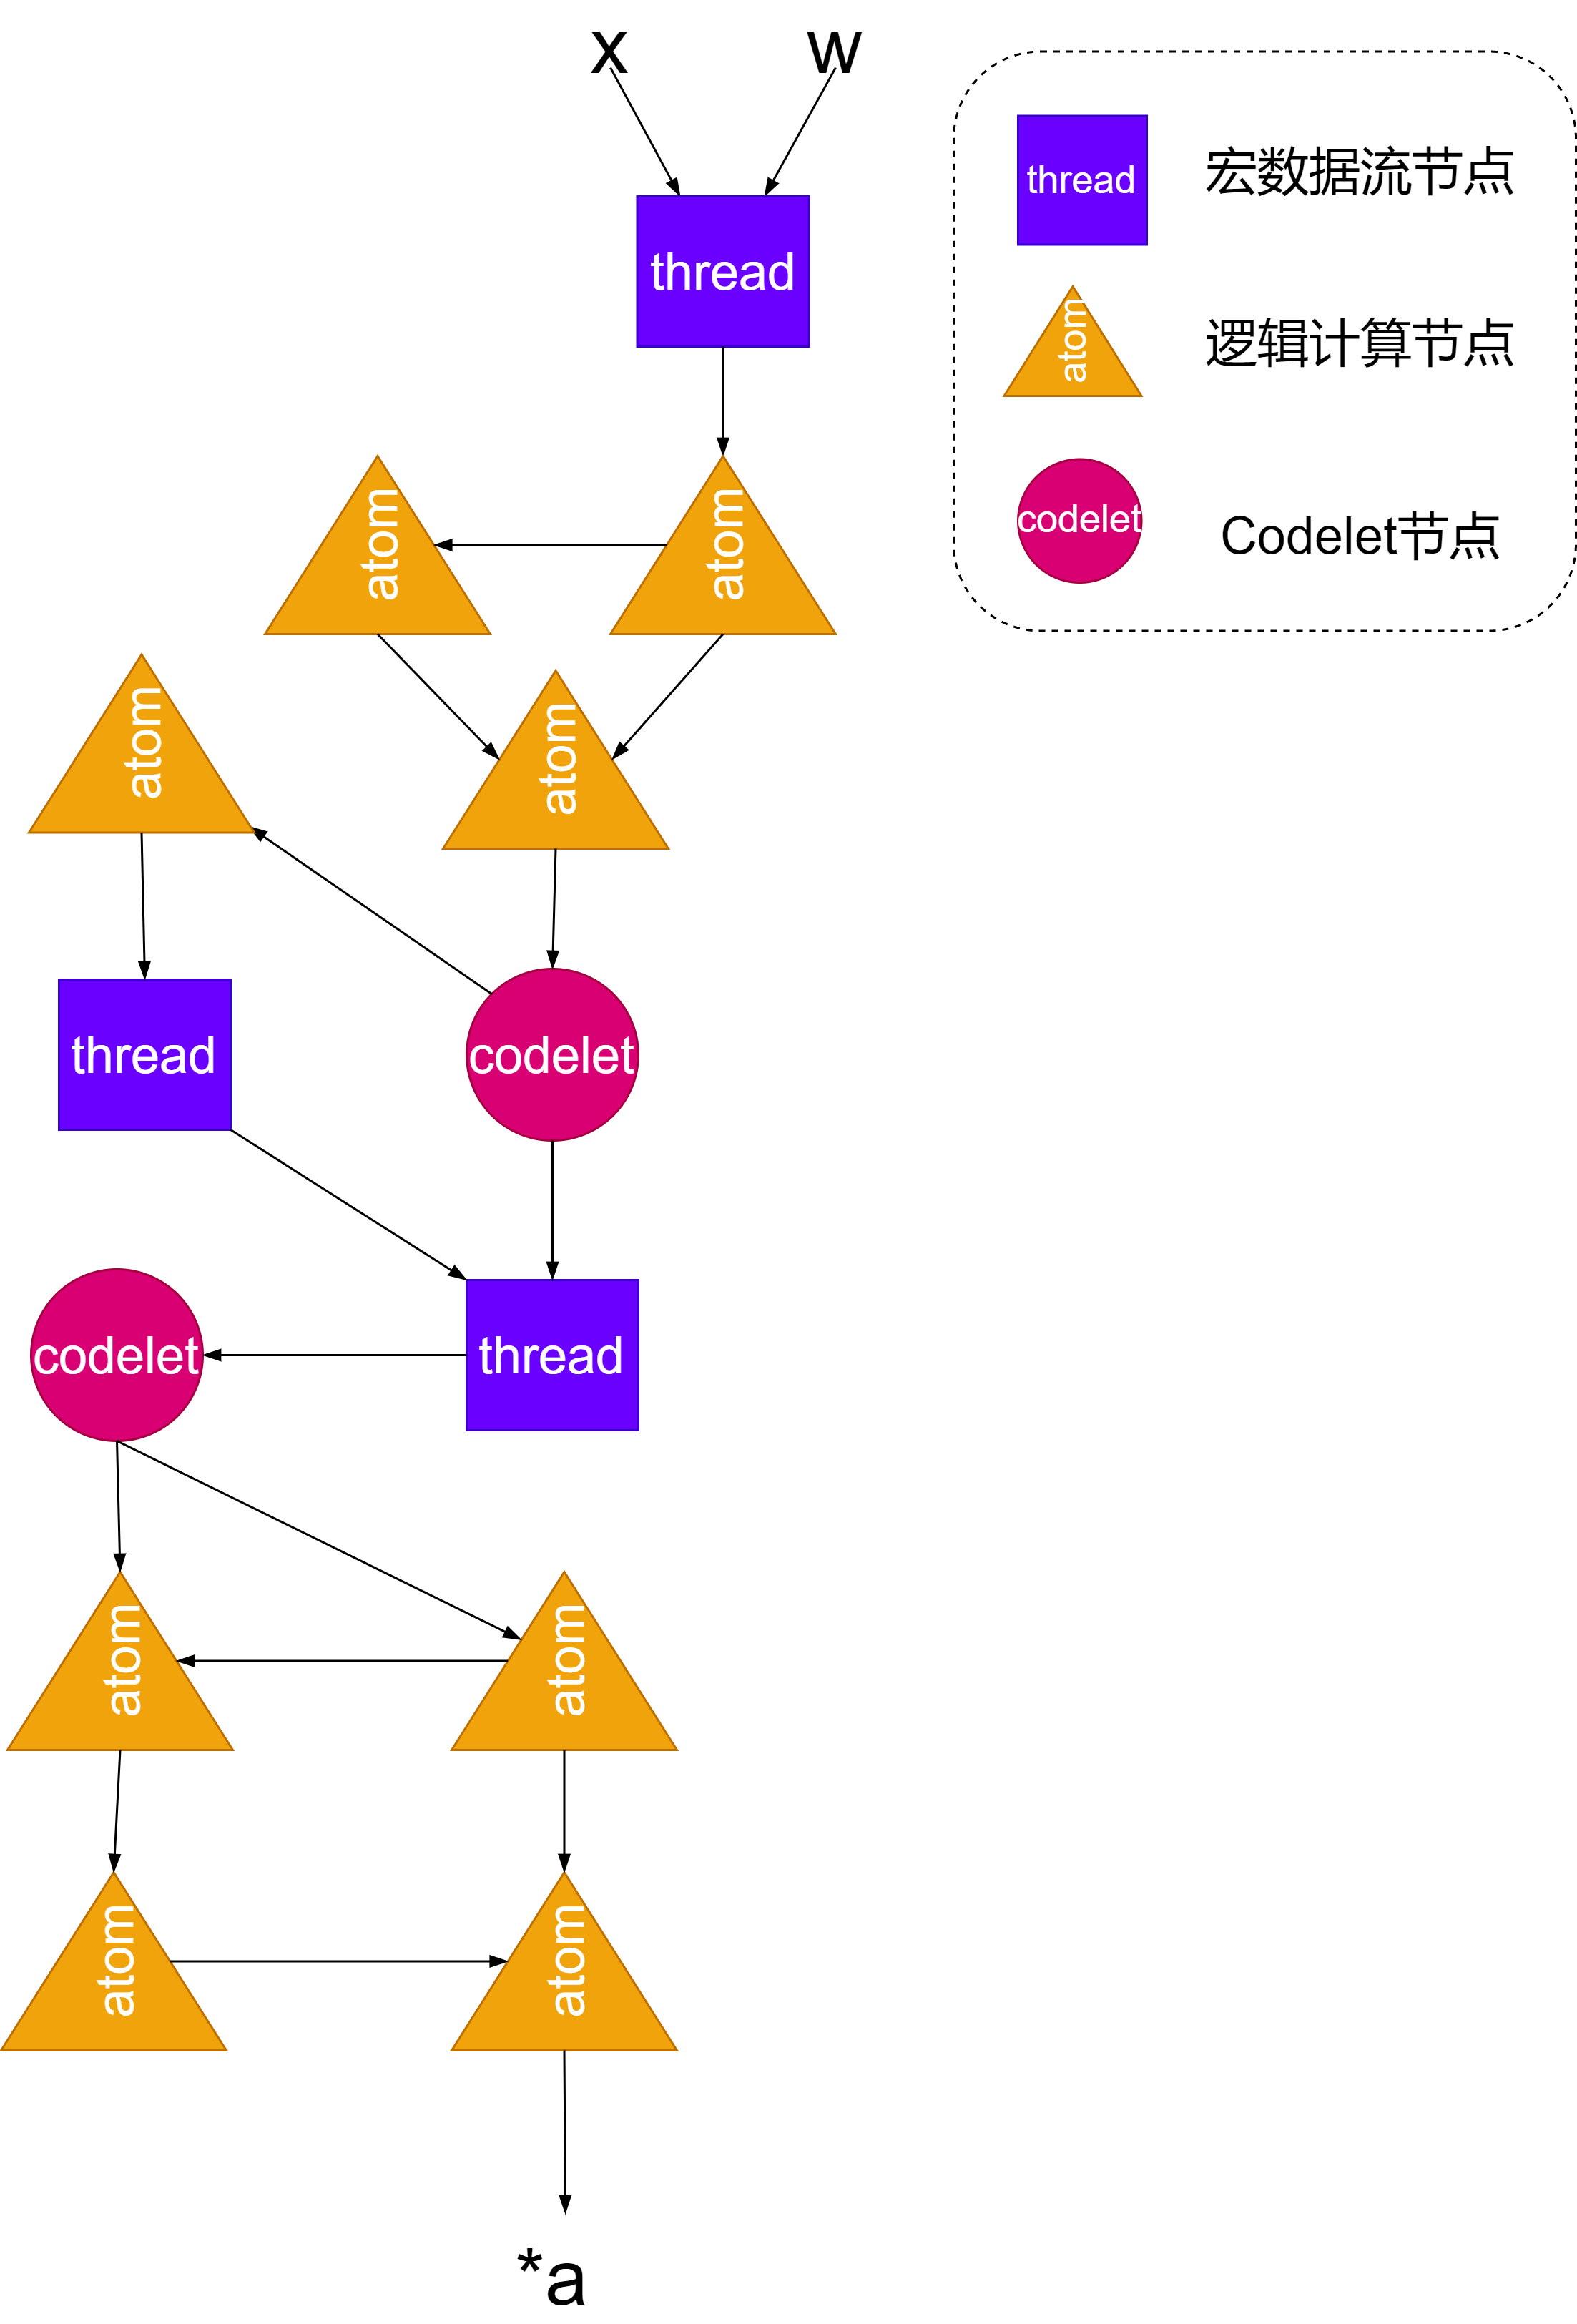 x
w
thread
宏数据流节点
thread
atom
逻辑计算节点
atom
atom
codelet
Codelet节点
atom
atom
thread
codelet
codelet
thread
atom
atom
atom
atom
*a